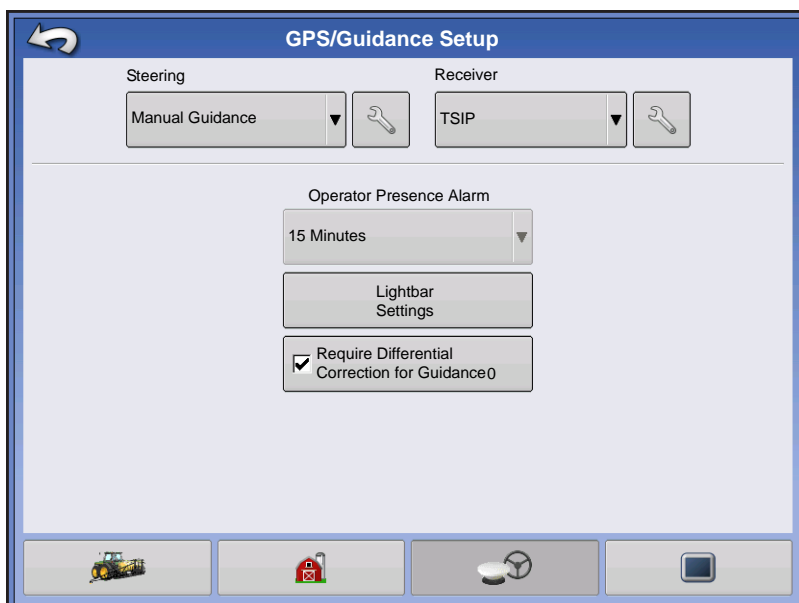 GPS/Guidance Setup
Steering
Receiver
Manual Guidance
TSIP
Operator Presence Alarm
15 Minutes
Lightbar
Settings
Require Differential
Correction for Guidance0